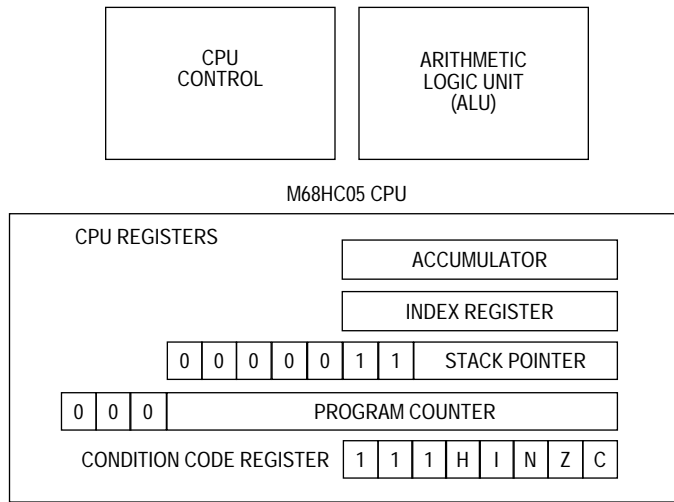 CPU
CONTROL
ARITHMETIC
LOGIC UNIT
(ALU)
M68HC05 CPU
CPU REGISTERS
ACCUMULATOR
INDEX REGISTER
0 0 0 0 0 1 1 STACK POINTER
0 0 0 PROGRAM COUNTER
CONDITION CODE REGISTER 1 1 1 H I N Z C